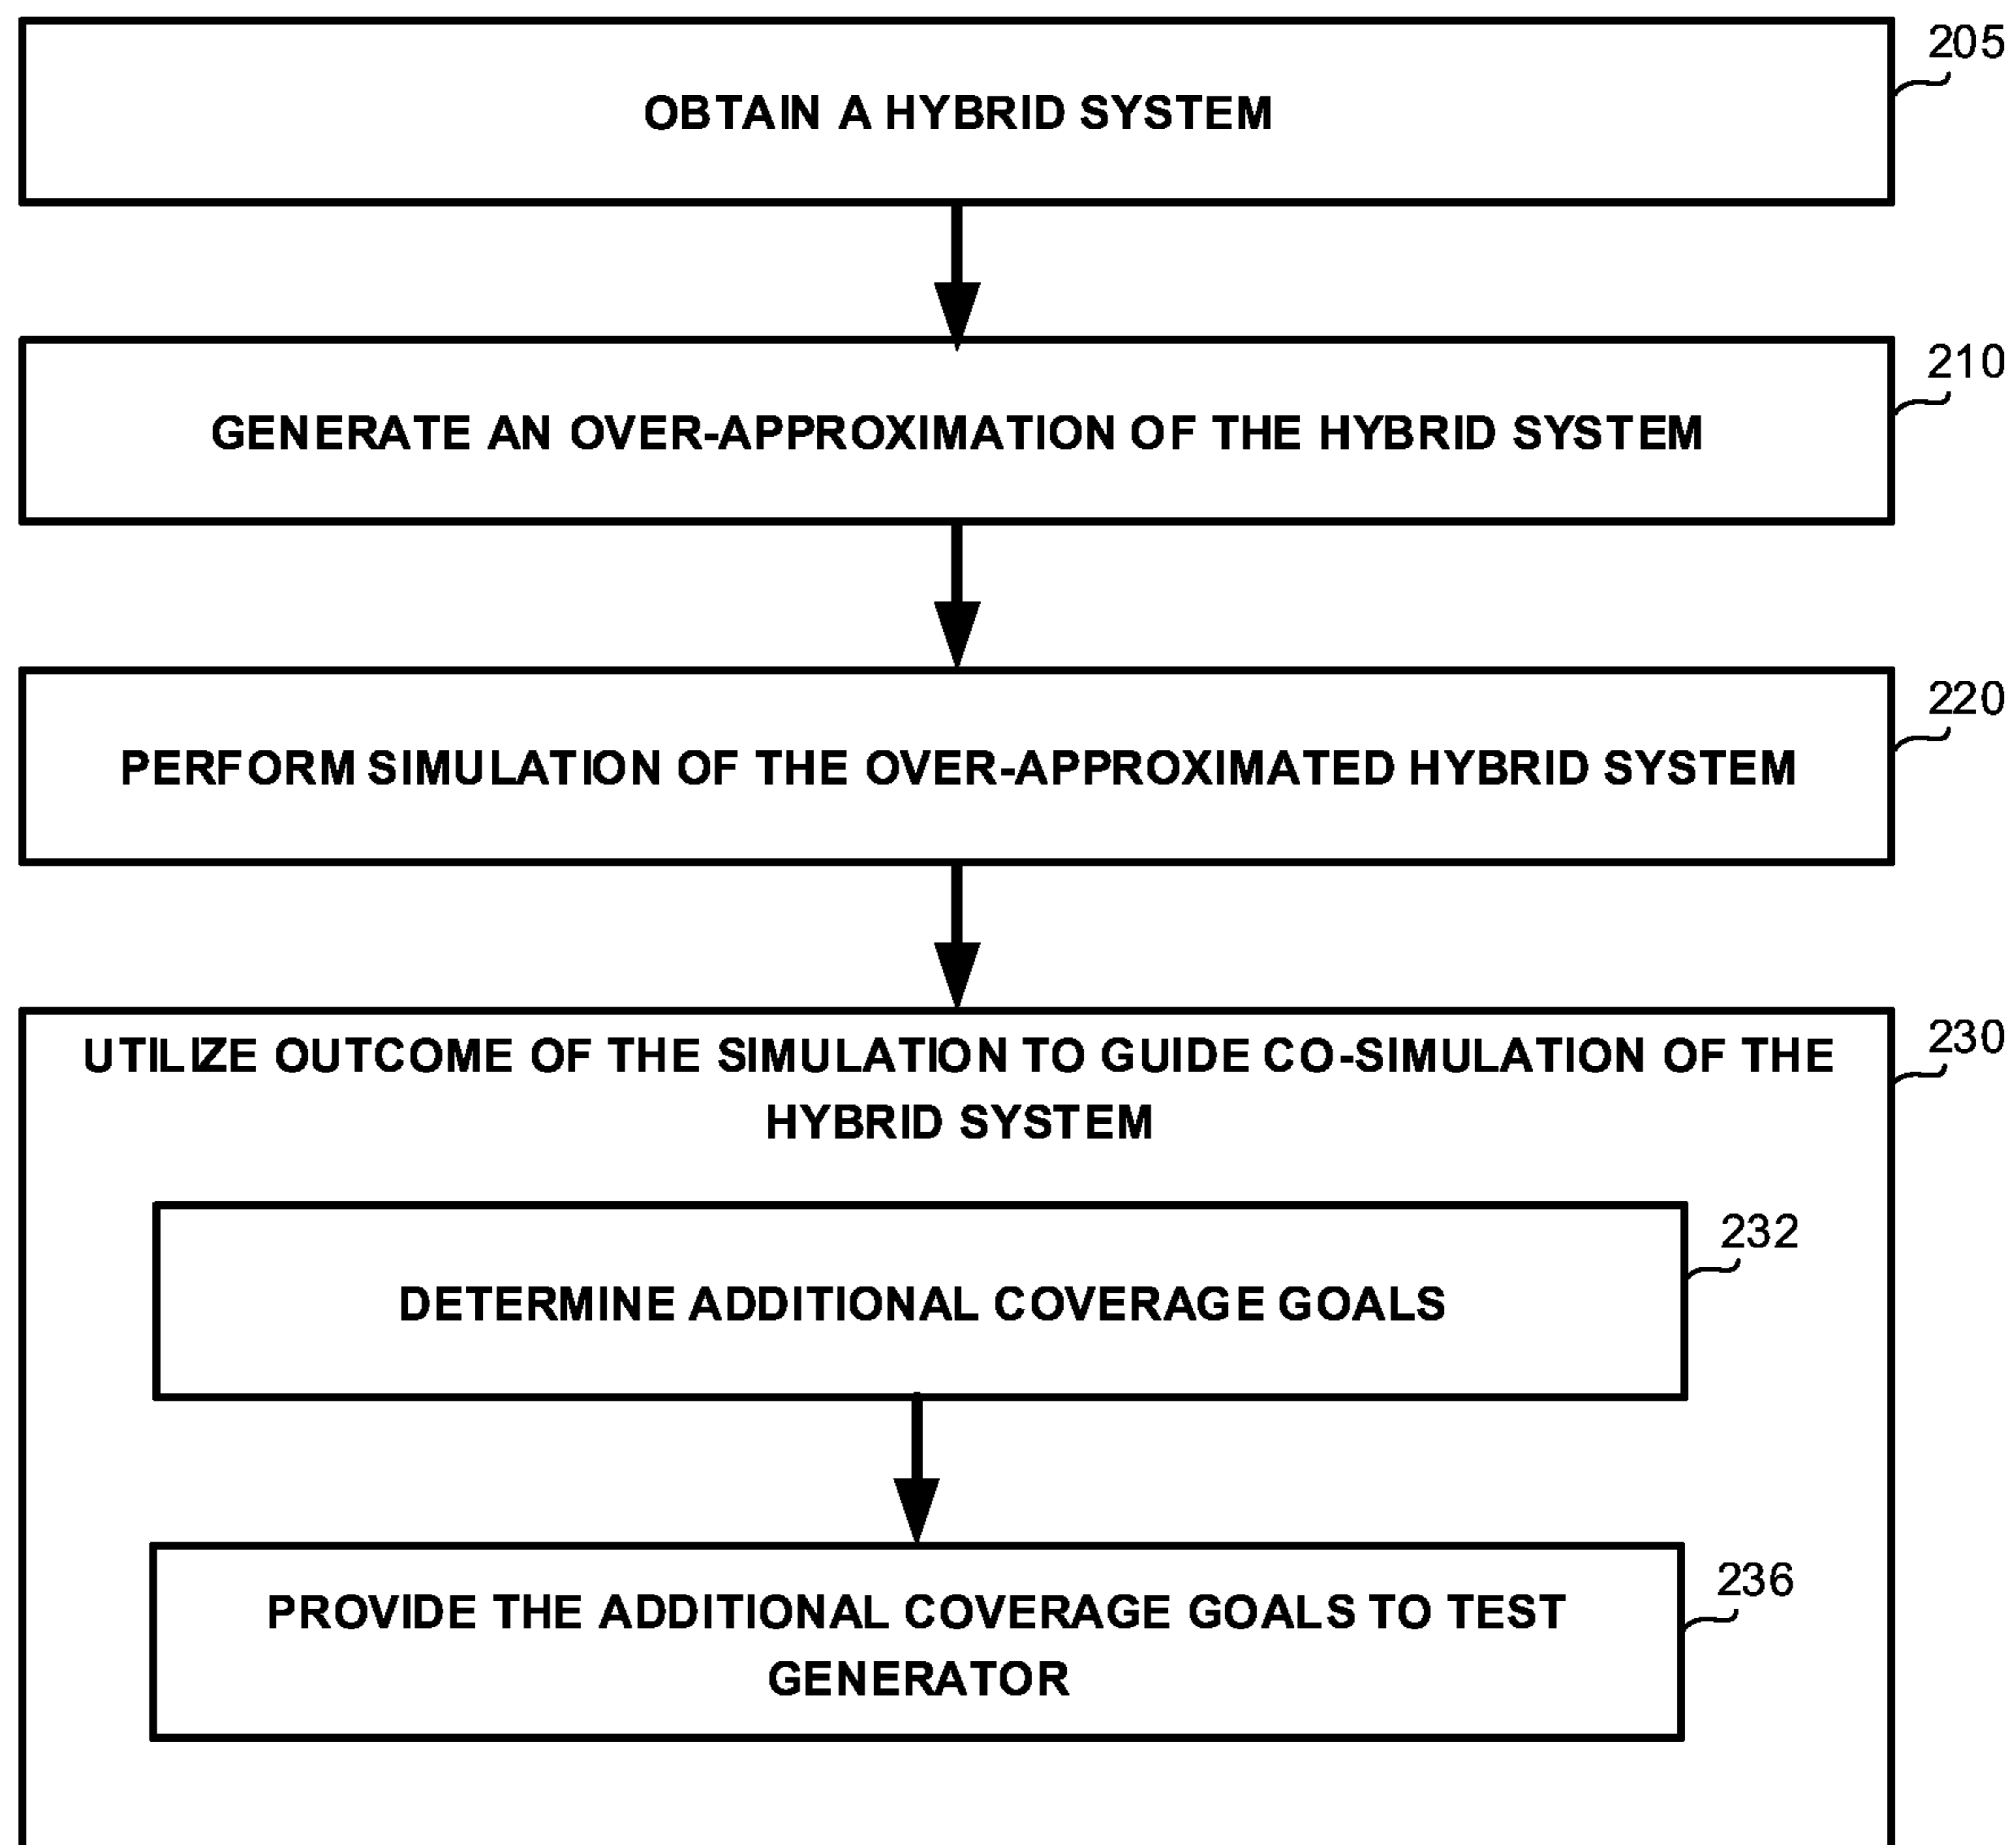 205
OBTAIN A HYBRID SYSTEM
210
GENERATE AN OVER-APPROXIMATION OF THE HYBRID SYSTEM
220
PERFORM SIMULATION OF THE OVER-APPROXIMATED HYBRID SYSTEM
230
UTILIZE OUTCOME OF THE SIMULATION TO GUIDE CO-SIMULATION OF THE
HYBRID SYSTEM
232
DETERMINE ADDITIONAL COVERAGE GOALS
236
PROVIDE THE ADDITIONAL COVERAGE GOALS TO TEST
GENERATOR